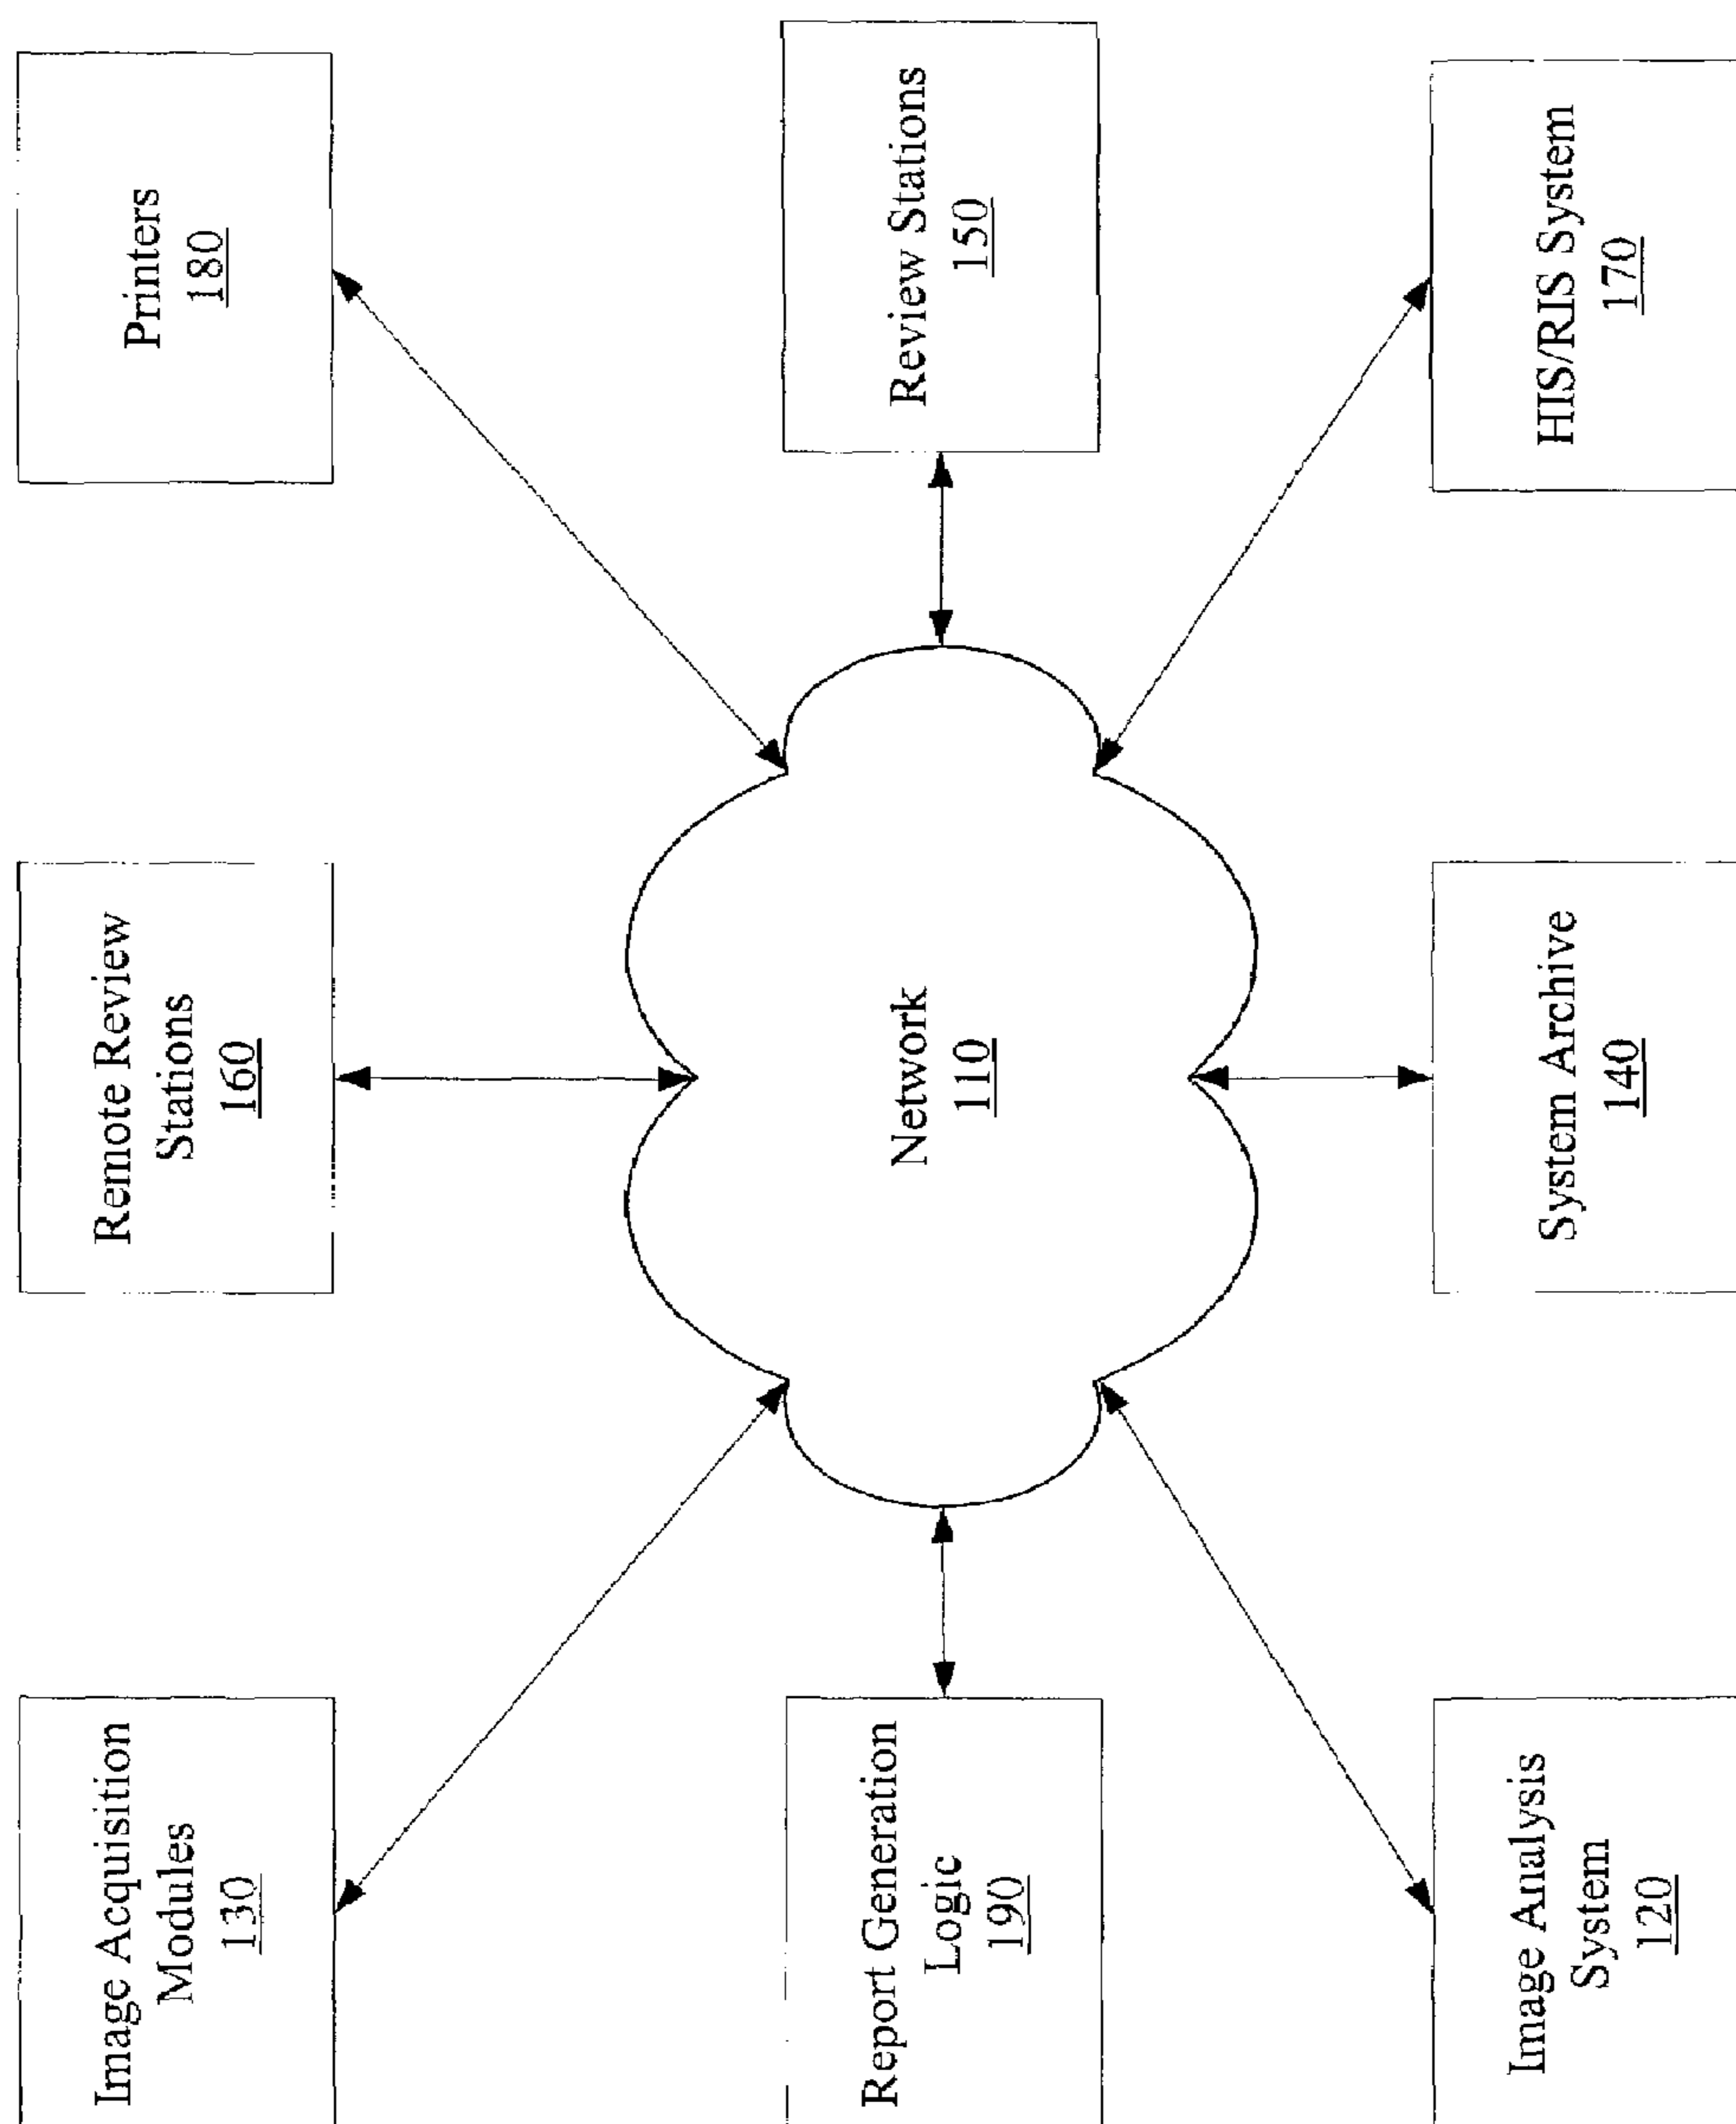 Image Acquisition
Modules
130
Remote Review
Stations
160
Printers
180
Report Generation
Logic
190
Network
110
Review Stations
150
Image Analysis
System
120
System Archive
140
HIS/RIS System
170